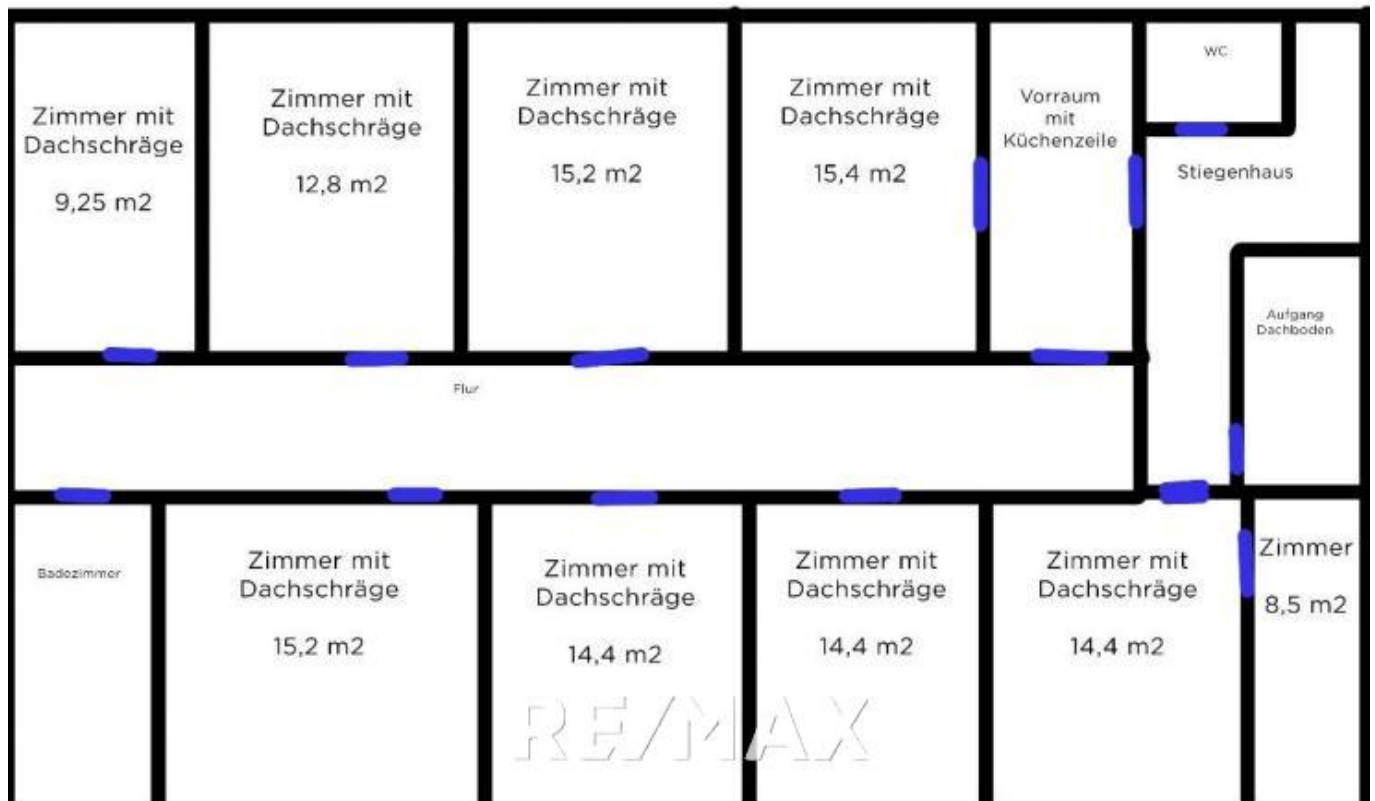 Zimmer mit
Dachschräge
9,25 m2
Zimmer mit
Dachschräge
12,8 m2
Zimmer mit
Dachschräge
15,2 m2
Zimmer mit
Dachschräge
15,4 m2
Vorraum
mit
Küchenzeile
WC
Stiegenhaus
Aufgang
Dachboden
Flur
Badezimmer
Zimmer mit
Dachschräge
15,2 m2
Zimmer mit
Dachschräge
14,4 m2
Zimmer mit
Dachschräge
14,4 m2
Zimmer mit
Dachschräge
14,4 m2
Zimmer
8,5 m2
RE/MAX